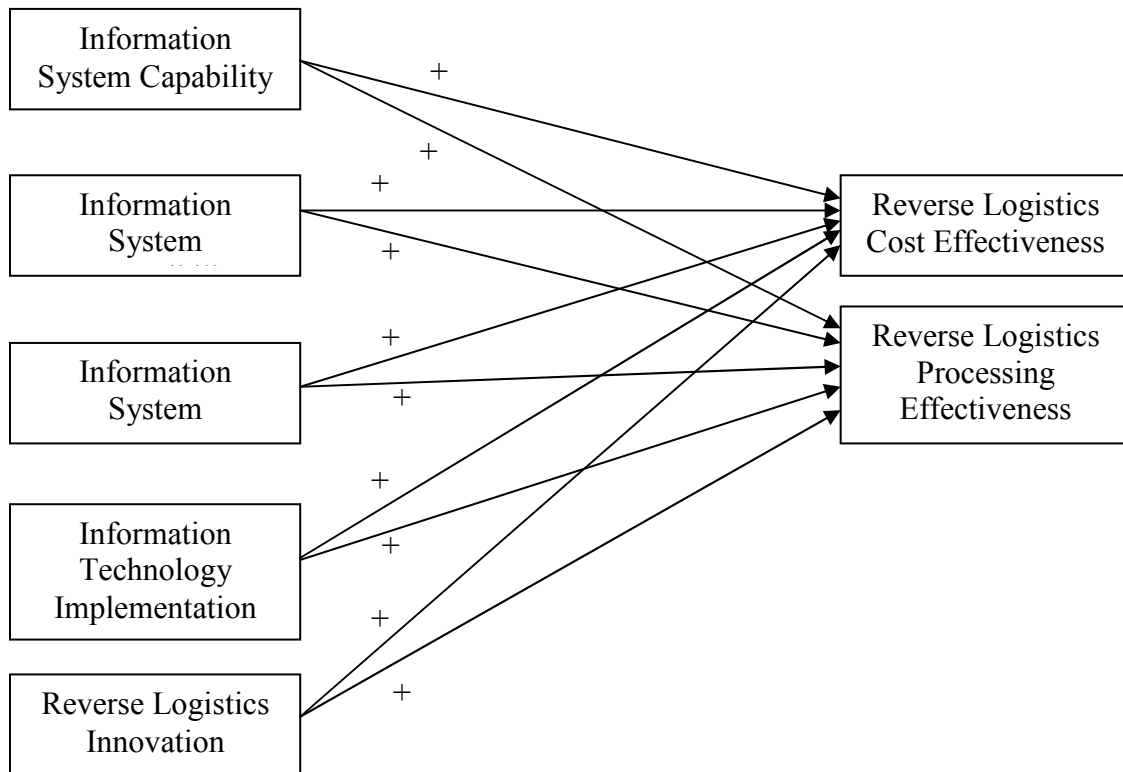 Information
System Capability
+
+
Information
System
+
+
Reverse Logistics
Cost Effectiveness
Information
System
+
+
Reverse Logistics
Processing
Effectiveness
Information
Technology
Implementation
+
+
Reverse Logistics
Innovation
+
+